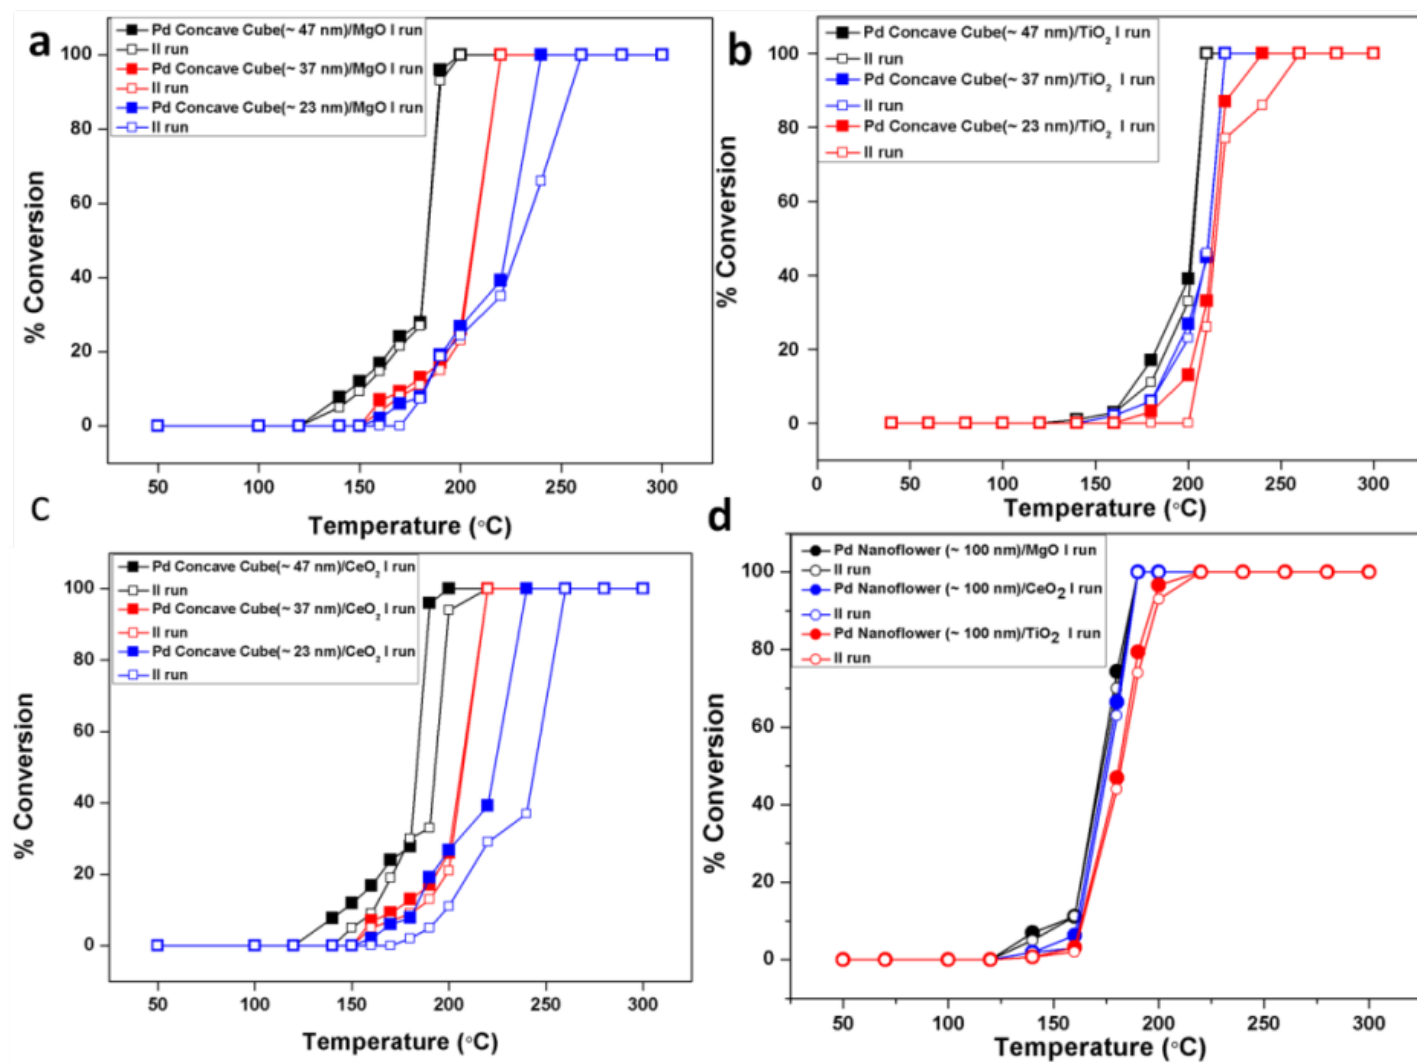 a
Pd Concave Cube(~ 47 nm)/MgO I run
II run
Pd Concave Cube(~ 37 nm)/MgO I run
II run
Pd Concave Cube(~ 23 nm)/MgO I run
II run
100
80
60
40
20
0
% Conversion
50 100 150 200 250 300
Temperature (°C)
b
Pd Concave Cube(~ 47 nm)/TiO2 I run
II run
Pd Concave Cube(~ 37 nm)/TiO2 I run
II run
Pd Concave Cube(~ 23 nm)/TiO2 I run
II run
100
80
60
40
20
0
% Conversion
0 50 100 150 200 250 300
Temperature (°C)
c
Pd Concave Cube(~ 47 nm)/CeO2 I run
II run
Pd Concave Cube(~ 37 nm)/CeO2 I run
II run
Pd Concave Cube(~ 23 nm)/CeO2 I run
II run
100
80
60
40
20
0
% Conversion
50 100 150 200 250 300
Temperature (°C)
d
Pd Nanoflower (~ 100 nm)/MgO I run
II run
Pd Nanoflower (~ 100 nm)/CeO2 I run
II run
Pd Nanoflower (~ 100 nm)/TiO2 I run
II run
100
80
60
40
20
0
% Conversion
50 100 150 200 250 300
Temperature (°C)